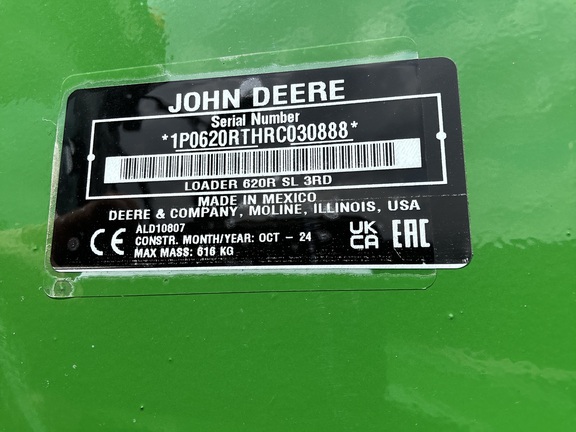 JOHN DEERE
Serial Number
*1P0620RTHRC030888*
LOADER 620R SL 3RD
MADE IN MEXICO
DEERE & COMPANY, MOLINE, ILLINOIS, USA
CE ALD10807
CONSTR. MONTH/YEAR: OCT - 24
MAX MASS: 616 KG
UK
CA
EAC